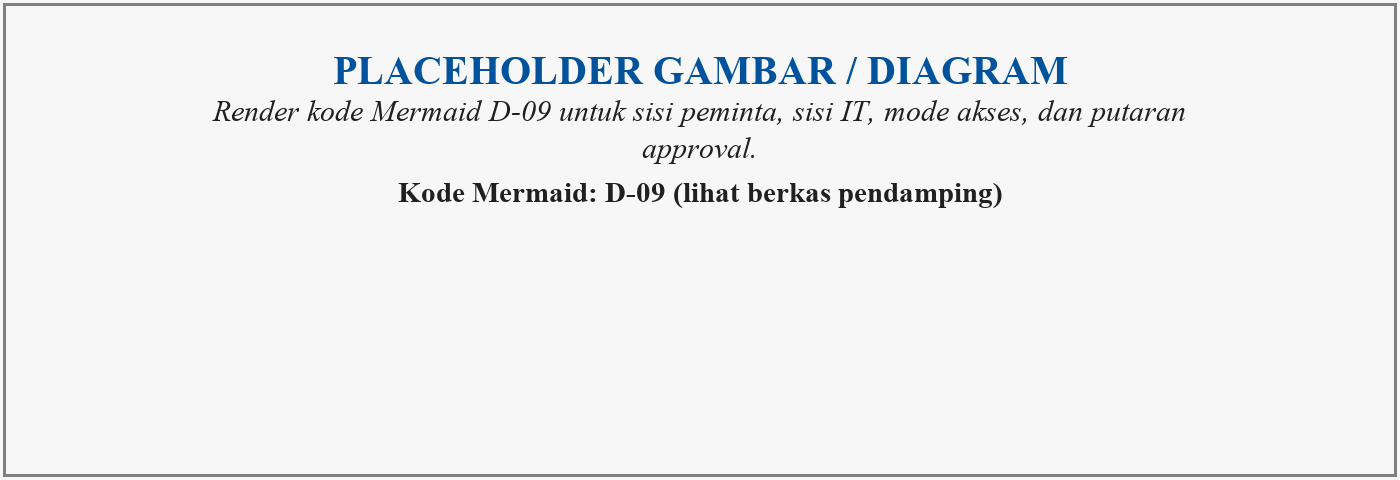 PLACEHOLDER GAMBAR / DIAGRAM
Render kode Mermaid D-09 untuk sisi peminta, sisi IT, mode akses, dan putaran
approval.
Kode Mermaid: D-09 (lihat berkas pendamping)